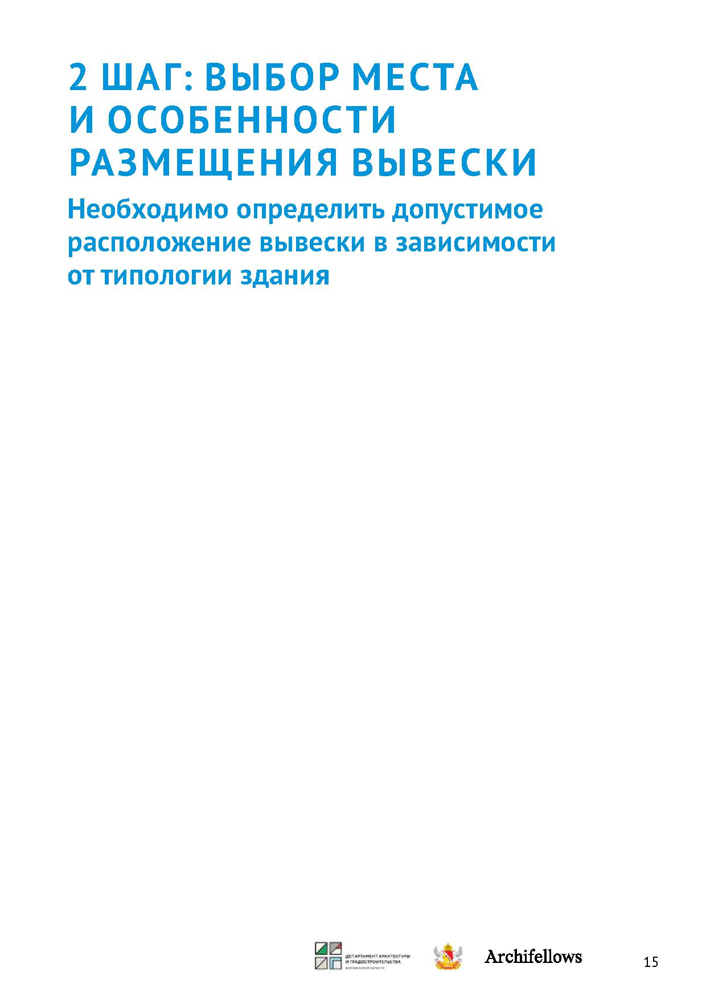 2 ШАГ: ВЫБОР МЕСТА
И ОСОБЕННОСТИ
РАЗМЕЩЕНИЯ ВЫВЕСКИ
Необходимо определить допустимое
расположение вывески в зависимости
от типологии здания
ДЕПАРТАМЕНТ АРХИТЕКТУРЫ
И ГРАДОСТРОИТЕЛЬСТВА
ВОРОНЕЖСКОЙ ОБЛАСТИ
Archifellows
15